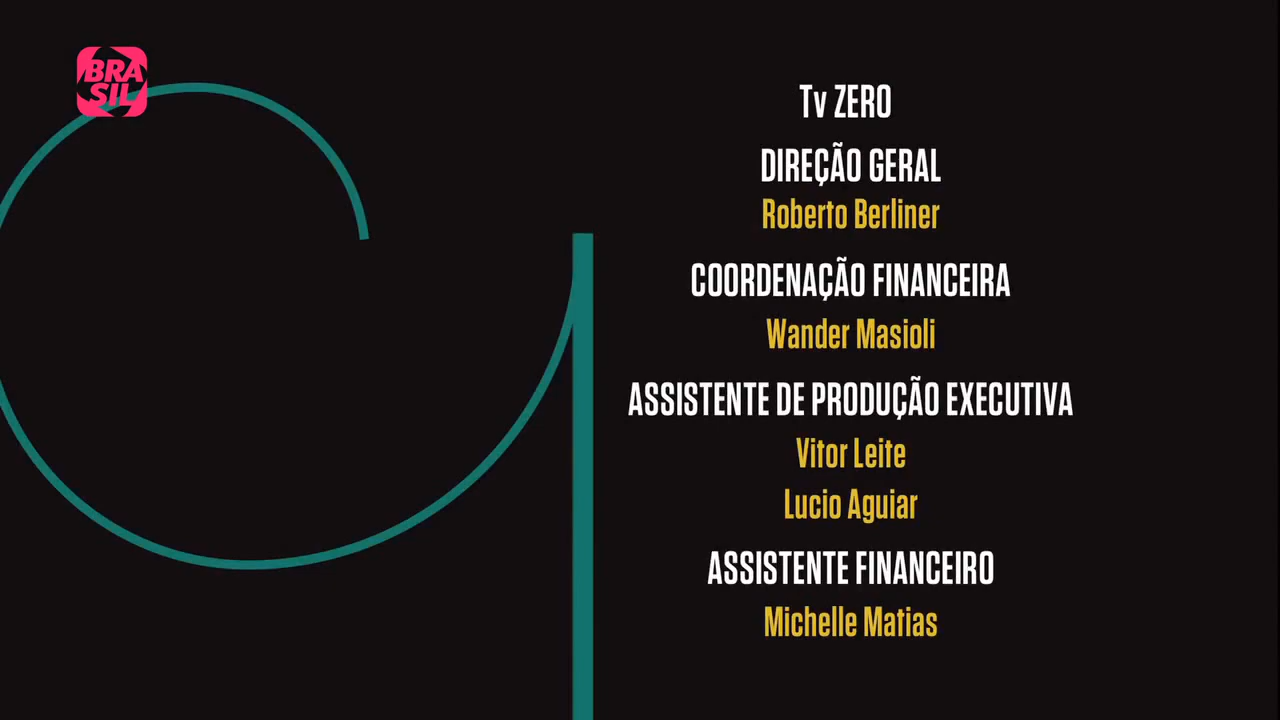 BRA
SIL
Tv ZERO
DIREÇÃO GERAL
Roberto Berliner
COORDENAÇÃO FINANCEIRA
Wander Masioli
ASSISTENTE DE PRODUÇÃO EXECUTIVA
Vitor Leite
Lucio Aguiar
ASSISTENTE FINANCEIRO
Michelle Matias